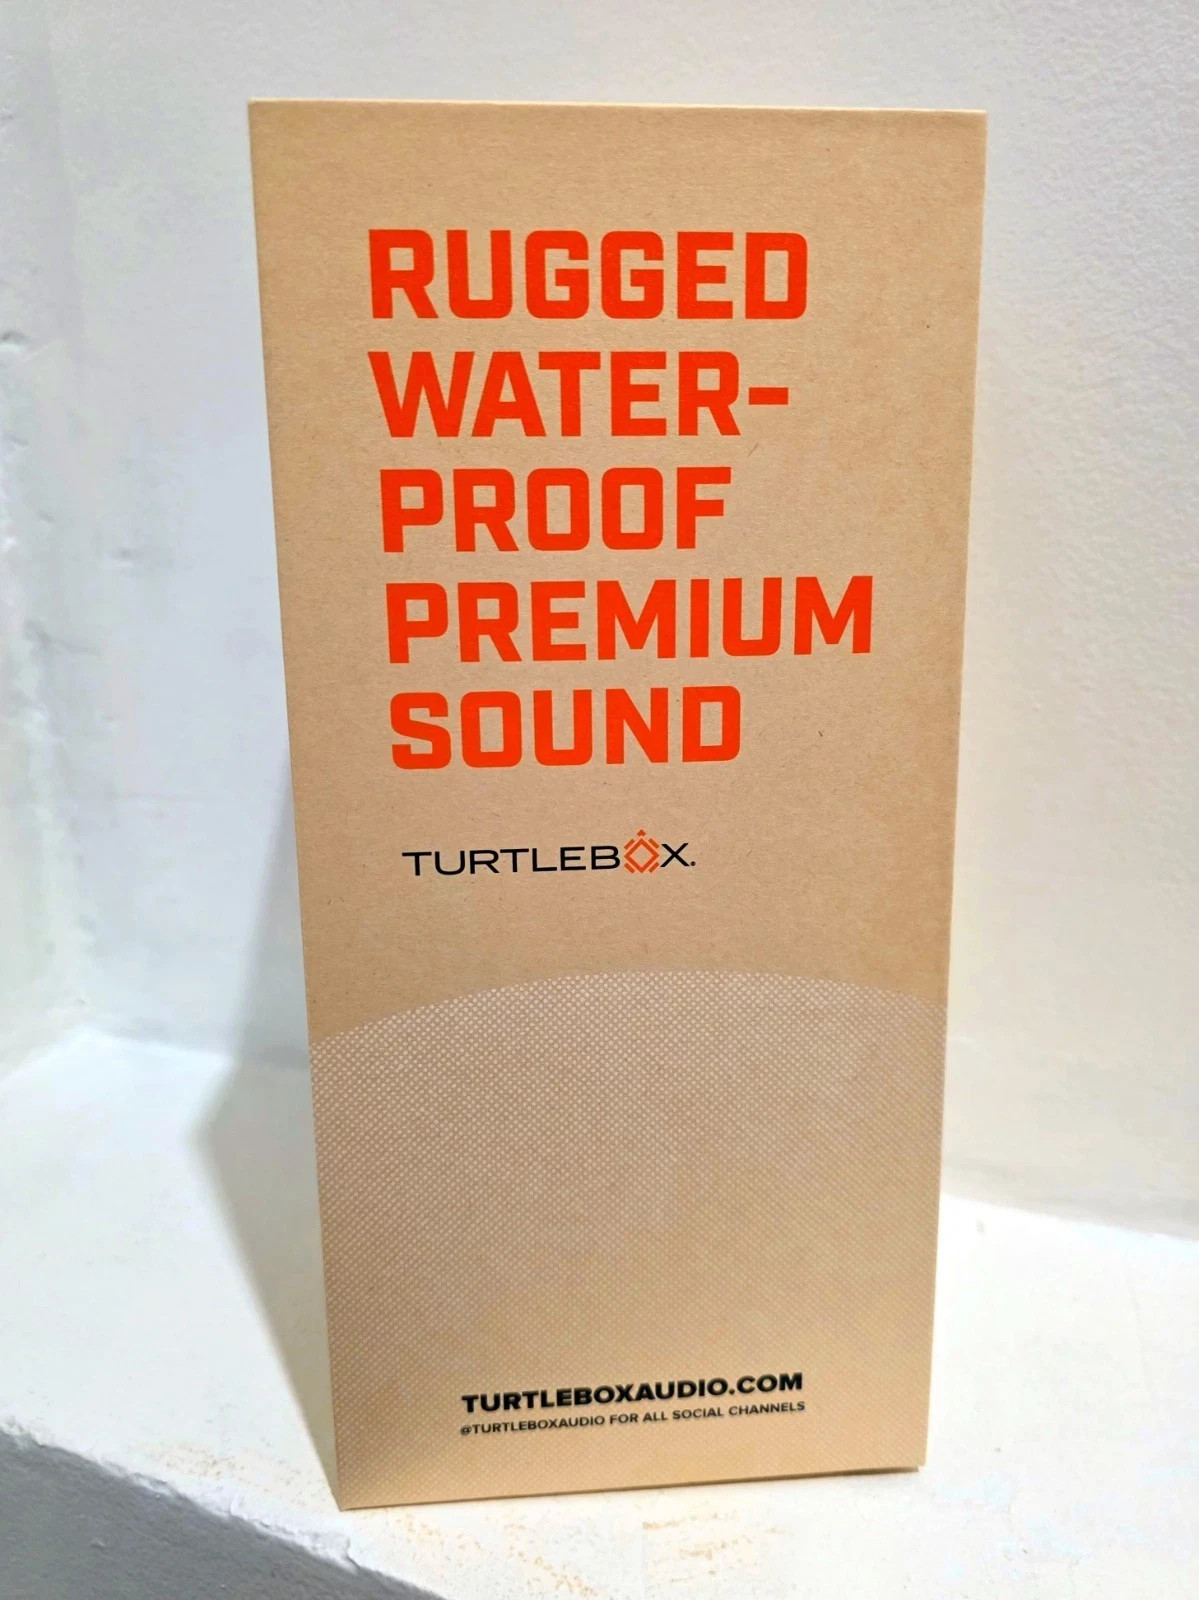 RUGGED
WATER-
PROOF
PREMIUM
SOUND
TURTLEBOX.
TURTLEBOXAUDIO.COM
@TURTLEBOXAUDIO FOR ALL SOCIAL CHANNELS